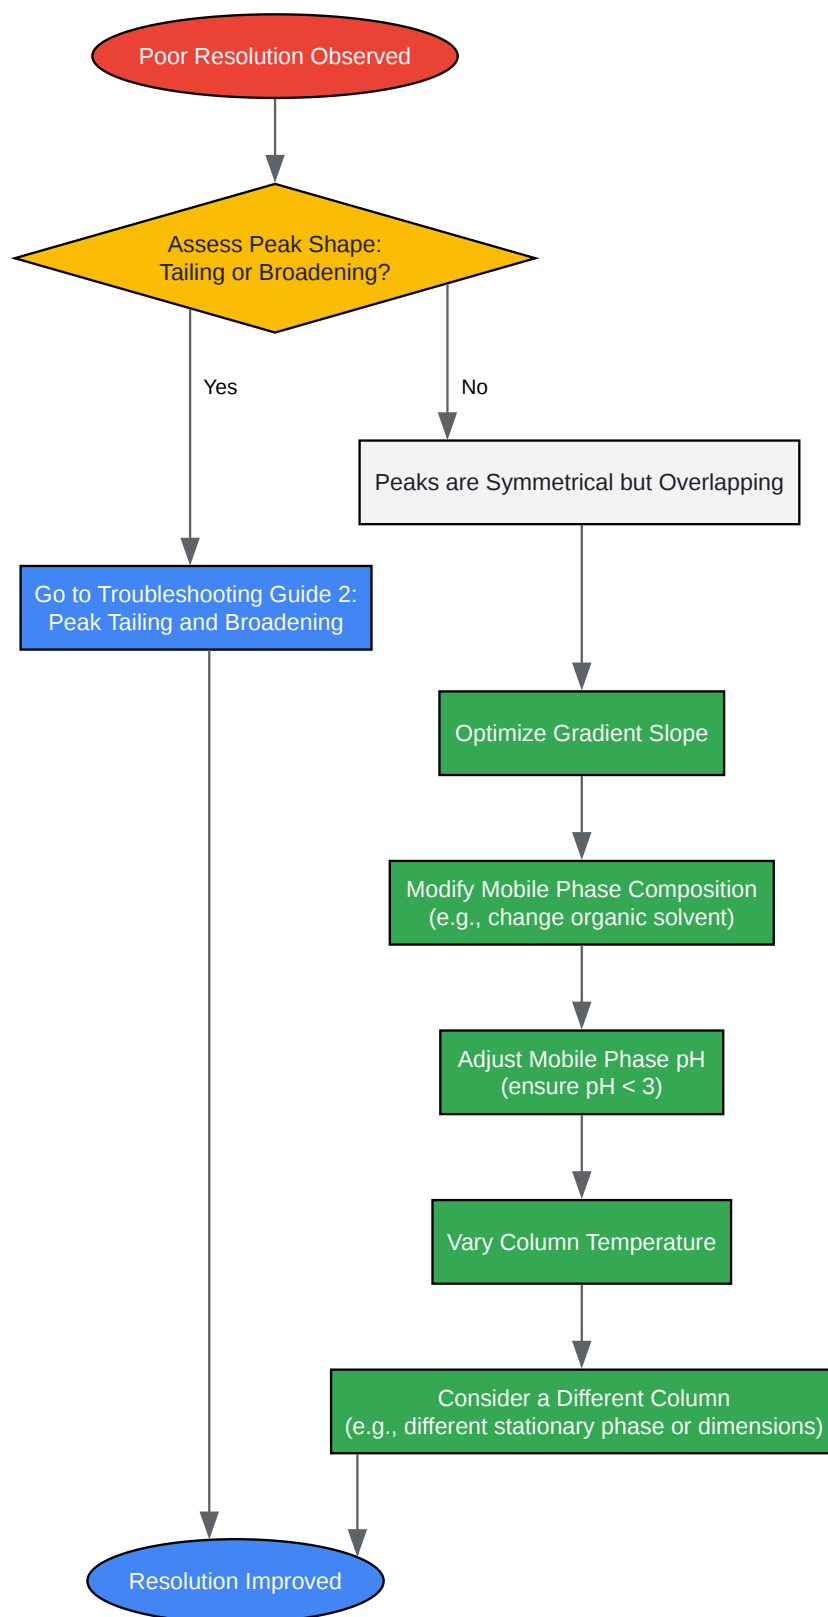 Poor Resolution Observed
Assess Peak Shape:
Tailing or Broadening?
Yes
No
Peaks are Symmetrical but Overlapping
Go to Troubleshooting Guide 2:
Peak Tailing and Broadening
Optimize Gradient Slope
Modify Mobile Phase Composition
(e.g., change organic solvent)
Adjust Mobile Phase pH
(ensure pH < 3)
Vary Column Temperature
Consider a Different Column
(e.g., different stationary phase or dimensions)
Resolution Improved